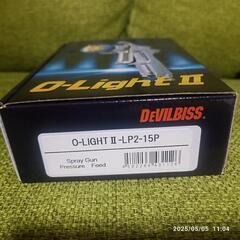 O-Light II
DEVILBISS
O-LIGHT II -LP2-15P
Spray Gun
Pressure Feed
2025/05/05 11:04